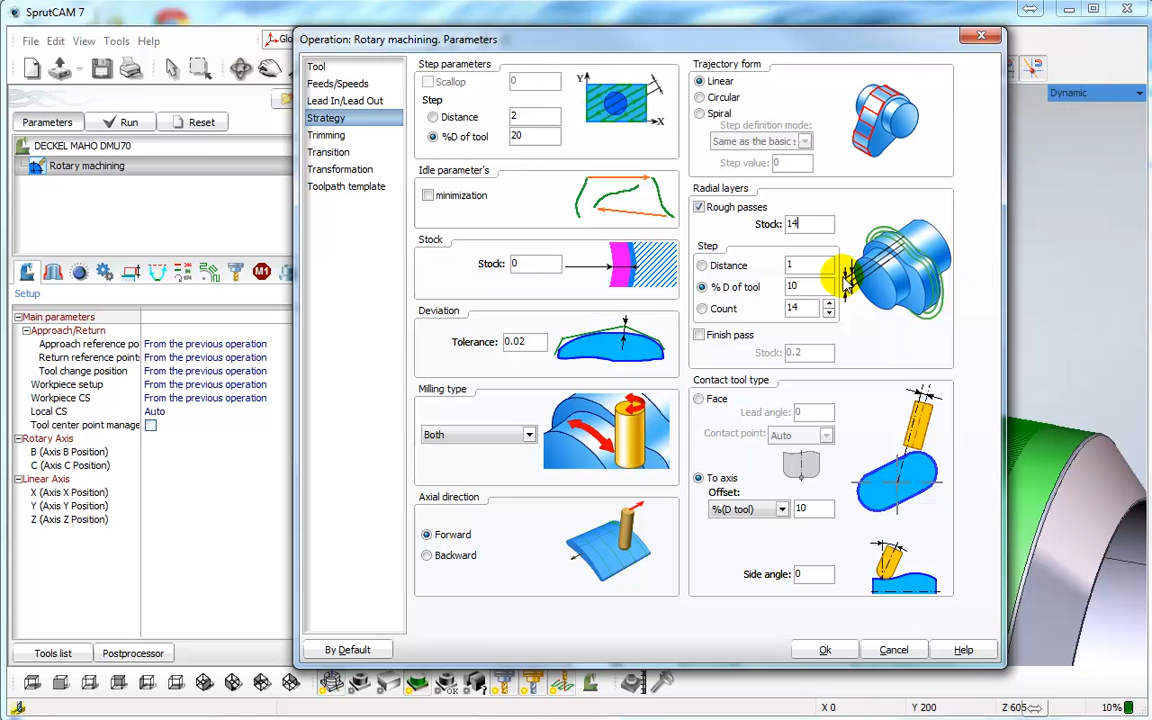 SprutCAM 7
File Edit View Tools Help
Parameters Run Reset
DECKEL MAHO DMU70
Rotary machining
Setup
Main parameters
Approach/Return
Approach reference po
Return reference point
Tool change position
Workpiece setup
Workpiece CS
Local CS
Tool center point manage
Rotary Axis
B (Axis B Position)
C (Axis C Position)
Linear Axis
X (Axis X Position)
Y (Axis Y Position)
Z (Axis Z Position)
From the previous operation
From the previous operation
From the previous operation
From the previous operation
From the previous operation
Auto
M1
Tools list Postprocessor
Operation: Rotary machining. Parameters
Tool
Feeds/Speeds
Lead In/Lead Out
Strategy
Trimming
Transition
Transformation
Toolpath template
By Default
Step parameters
Scallop 0
Step
Distance 2
%D of tool 20
Y
X
Idle parameter's
minimization
Stock
Stock: 0
Deviation
Tolerance: 0.02
Milling type
Both
Axial direction
Forward
Backward
Trajectory form
Linear
Circular
Spiral
Step definition mode:
Same as the basic s
Step value: 0
Radial layers
Rough passes
Stock: 14
Step
Distance 1
% D of tool 10
Count 14
Finish pass
Stock: 0.2
Contact tool type
Face
Lead angle: 0
Contact point: Auto
To axis
Offset:
%(D tool) 10
Side angle: 0
Ok Cancel Help
Dynamic
OK
X 0 Y 200 Z 605 10%